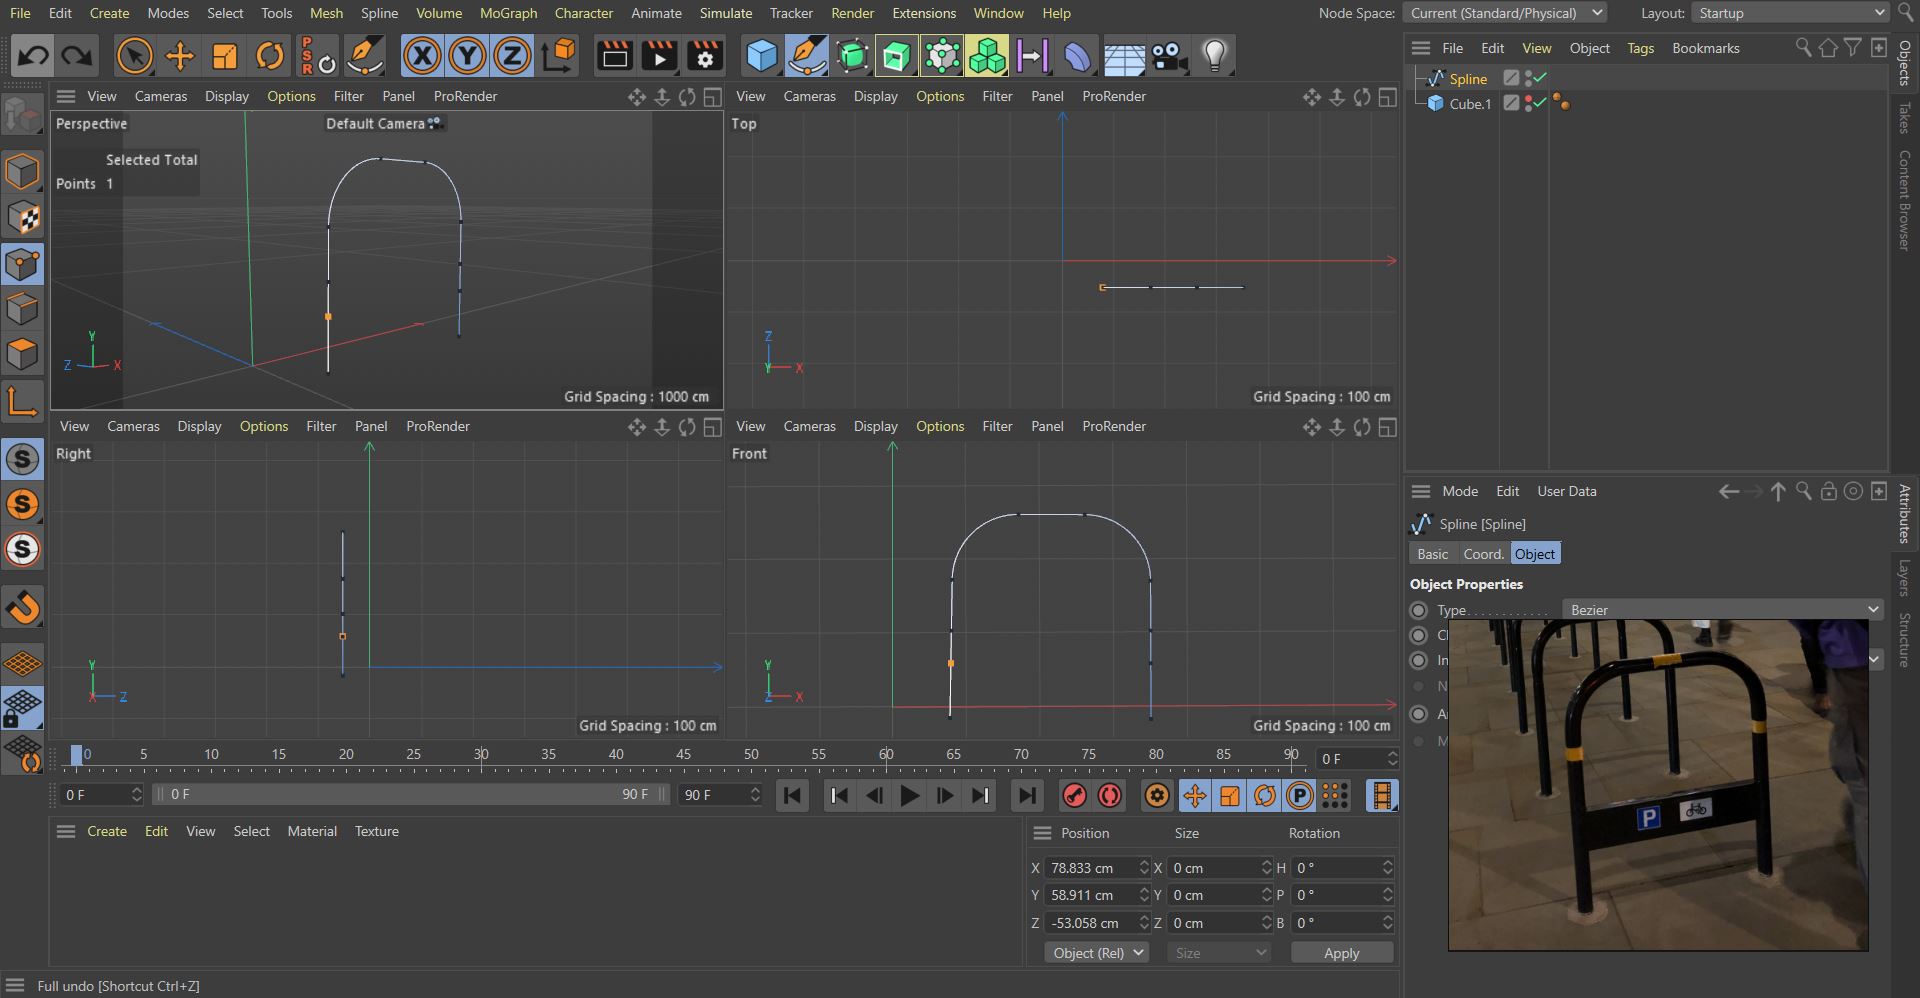 File Edit Create Modes Select Tools Mesh Spline Volume MoGraph Character Animate Simulate Tracker Render Extensions Window Help Node Space: Current (Standard/Physical) Layout: Startup
P
S
R
X Y Z
File Edit View Object Tags Bookmarks
Spline
Cube.1
Objects
Takes
Content Browser
View Cameras Display Options Filter Panel ProRender
Perspective
Default Camera
Selected Total
Points 1
Y
Z X
Grid Spacing : 1000 cm
View Cameras Display Options Filter Panel ProRender
Top
Z
Y X
Grid Spacing : 100 cm
View Cameras Display Options Filter Panel ProRender
Right
Y
X Z
Grid Spacing : 100 cm
View Cameras Display Options Filter Panel ProRender
Front
Y
Z X
Grid Spacing : 100 cm
S
S
S
Mode Edit User Data
Spline [Spline]
Basic Coord. Object
Object Properties
Type Bezier
Cl
In
N
A
M
P
Attributes
Layers
Structure
0 5 10 15 20 25 30 35 40 45 50 55 60 65 70 75 80 85 90 0 F
0 F 0 F 90 F 90 F
P
Create Edit View Select Material Texture
Position Size Rotation
X 78.833 cm X 0 cm H 0 °
Y 58.911 cm Y 0 cm P 0 °
Z -53.058 cm Z 0 cm B 0 °
Object (Rel) Size Apply
Full undo [Shortcut Ctrl+Z]